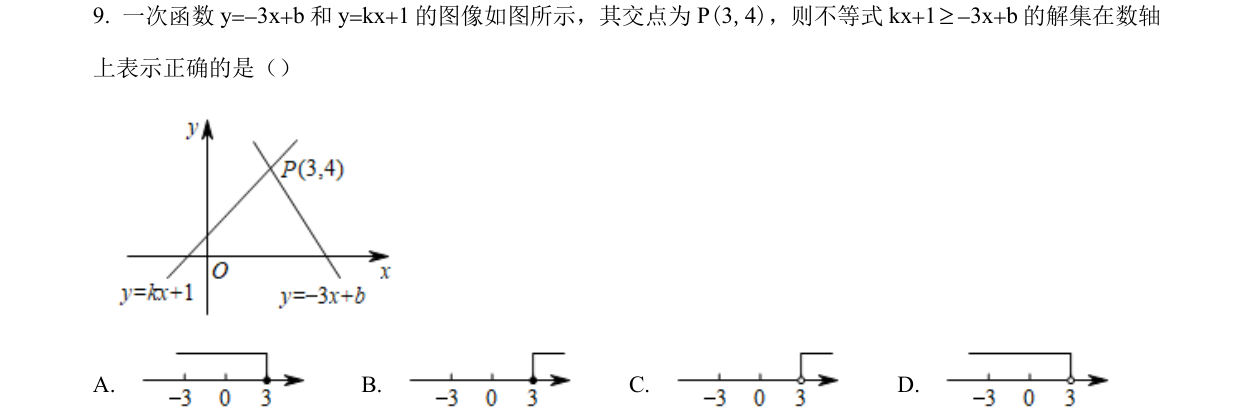 9. 一次函数 y=–3x+b 和 y=kx+1 的图像如图所示，其交点为 P(3, 4)，则不等式 kx+1≥–3x+b 的解集在数轴
上表示正确的是（）
y
P(3,4)
O
x
y=kx+1
y=–3x+b
A. B. C. D.
–3 0 3 –3 0 3 –3 0 3 –3 0 3